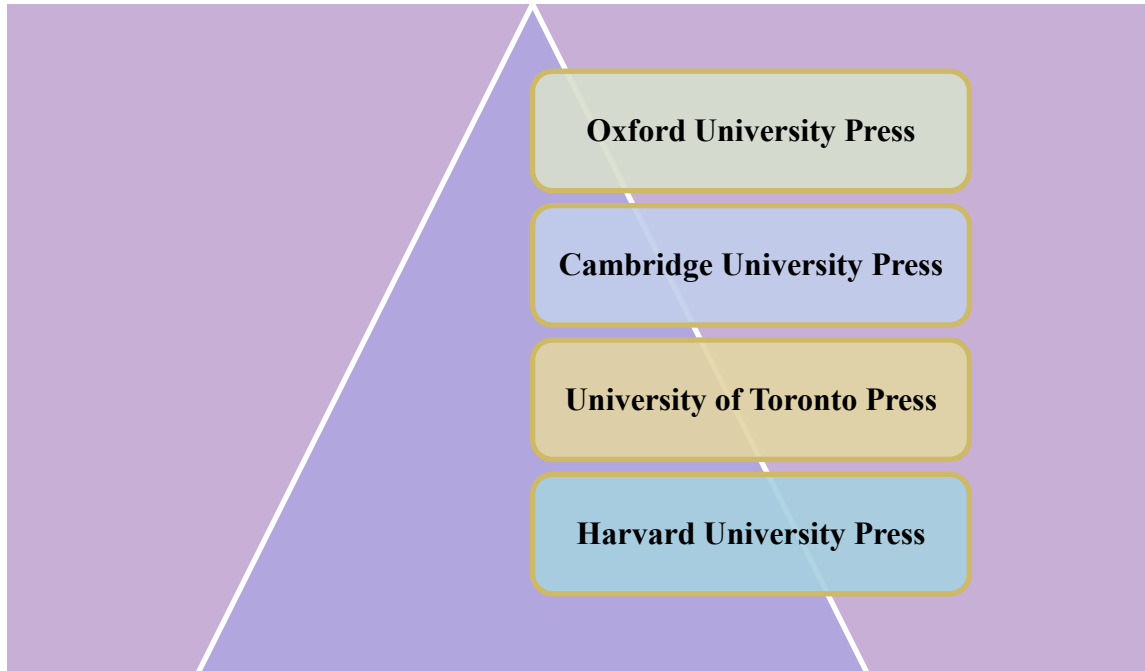 Oxford University Press
Cambridge University Press
University of Toronto Press
Harvard University Press